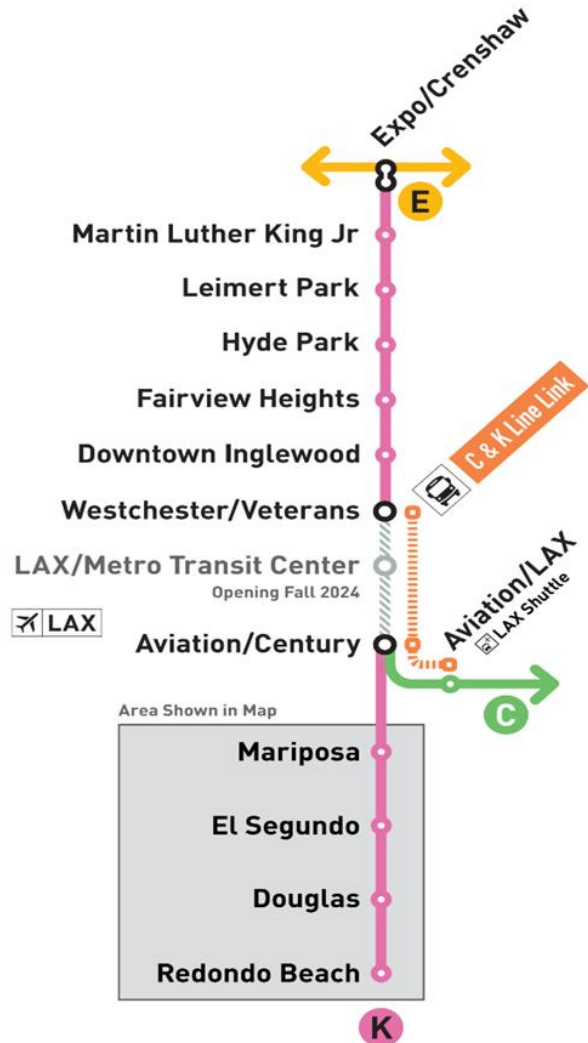 Expo/Crenshaw
E
Martin Luther King Jr
Leimert Park
Hyde Park
Fairview Heights
Downtown Inglewood
C & K Line Link
Westchester/Veterans
LAX/Metro Transit Center
Opening Fall 2024
Aviation/LAX
LAX Shuttle
LAX
Aviation/Century
C
Area Shown in Map
Mariposa
El Segundo
Douglas
Redondo Beach
K